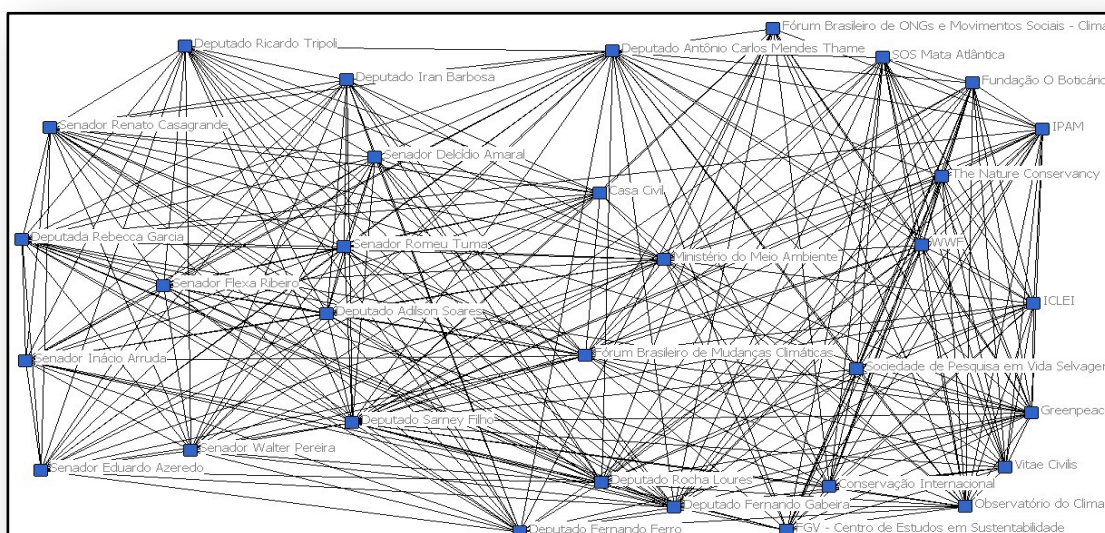 Fórum Brasileiro de ONGs e Movimentos Sociais - Clima
Deputado Ricardo Tripoli
Deputado Antônio Carlos Mendes Thame
SOS Mata Atlântica
Deputado Iran Barbosa
Fundação O Boticário
Senador Renato Casagrande
IPAM
Senador Delcídio Amaral
The Nature Conservancy
Casa Civil
Deputada Rebecca Garcia
Senador Romeu Tuma
WWF
Ministério do Meio Ambiente
Senador Flexa Ribeiro
ICLEI
Deputado Adilson Soares
Senador Inácio Arruda
Fórum Brasileiro de Mudanças Climáticas
Sociedade de Pesquisa em Vida Selvagem
Greenpeac
Deputado Sarney Filho
Senador Walter Pereira
Senador Eduardo Azeredo
Vitae Civilis
Deputado Rocha Loures
Conservação Internacional
Deputado Fernando Gabeira
Observatório do Clima
Deputado Fernando Ferro
FGV - Centro de Estudos em Sustentabilidade